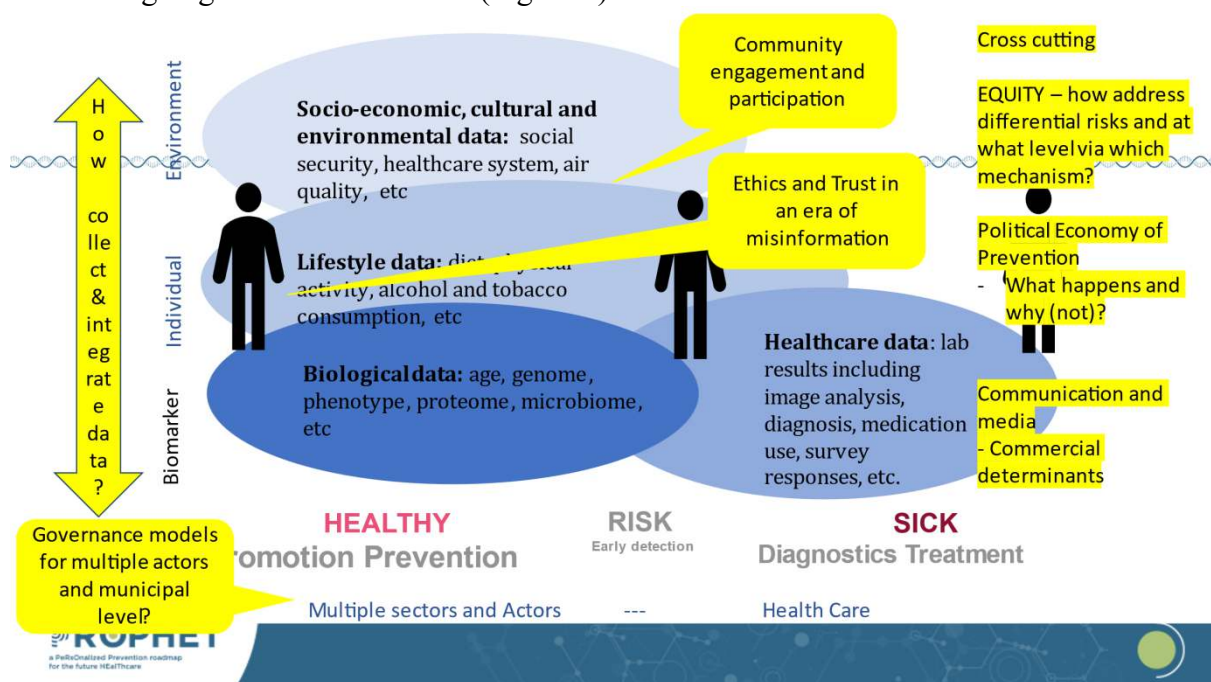 Community
engagement and
participation
Cross cutting
EQUITY – how address
differential risks and at
what level via which
mechanism?
Political Economy of
Prevention
- What happens and
why (not)?
Communication and
media
- Commercial
determinants
H
o
w
co
lle
ct
&
int
eg
rat
e
da
ta
?
Environment
Individual
Biomarker
Socio-economic, cultural and
environmental data: social
security, healthcare system, air
quality, etc
Ethics and Trust in
an era of
misinformation
Lifestyle data:
activity, alcohol and tobacco
consumption, etc
Biological data: age, genome,
phenotype, proteome, microbiome,
etc
Healthcare data: lab
results including
image analysis,
diagnosis, medication
use, survey
responses, etc.
HEALTHY
omotion Prevention
RISK
Early detection
SICK
Diagnostics Treatment
Governance models
for multiple actors
and municipal
level?
Multiple sectors and Actors --- Health Care
ROPHET
a PeRsOnalized Prevention roadmap
for the future HEalThcare